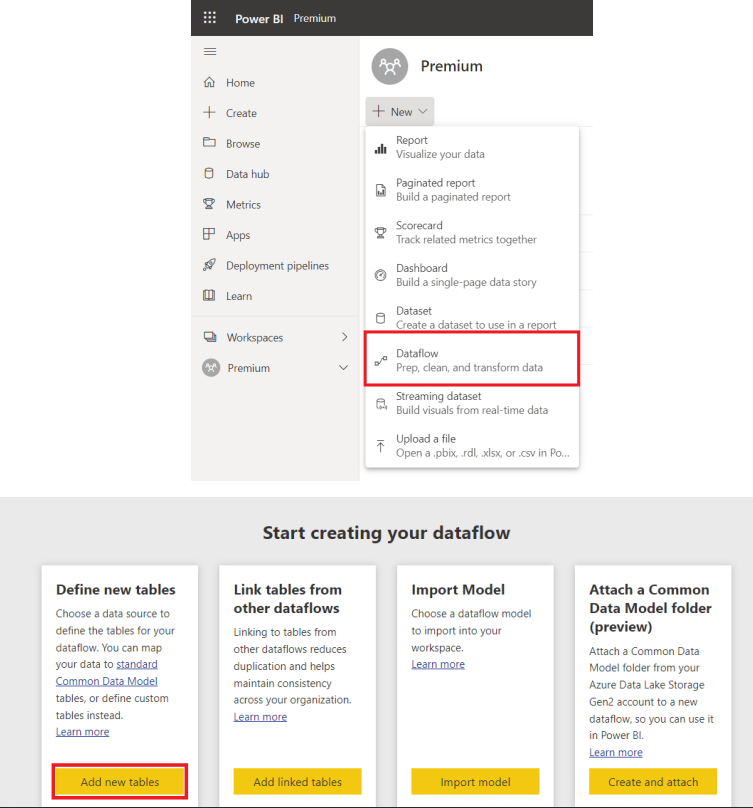 Power BI Premium
Home
Create
Browse
Data hub
Metrics
Apps
Deployment pipelines
Learn
Workspaces
Premium
Premium
New
Report
Visualize your data
Paginated report
Build a paginated report
Scorecard
Track related metrics together
Dashboard
Build a single-page data story
Dataset
Create a dataset to use in a report
Dataflow
Prep, clean, and transform data
Streaming dataset
Build visuals from real-time data
Upload a file
Open a .pbix, .rdl, .xlsx, or .csv in Po...
Start creating your dataflow
Define new tables
Choose a data source to
define the tables for your
dataflow. You can map
your data to standard
Common Data Model
tables, or define custom
tables instead.
Learn more
Add new tables
Link tables from
other dataflows
Linking to tables from
other dataflows reduces
duplication and helps
maintain consistency
across your organization.
Learn more
Add linked tables
Import Model
Choose a dataflow model
to import into your
workspace.
Learn more
Import model
Attach a Common
Data Model folder
(preview)
Attach a Common Data
Model folder from your
Azure Data Lake Storage
Gen2 account to a new
dataflow, so you can use it
in Power BI.
Learn more
Create and attach